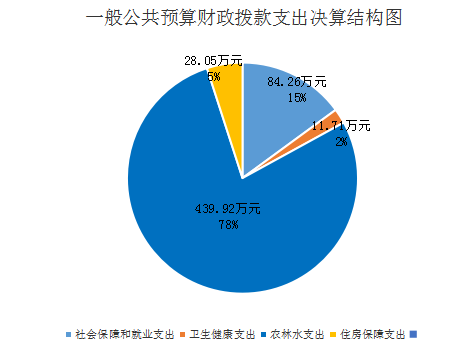 一般公共预算财政拨款支出决算结构图
28.05万元
5%
84.26万元
15%
11.71万元
2%
439.92万元
78%
社会保障和就业支出 卫生健康支出 农林水支出 住房保障支出